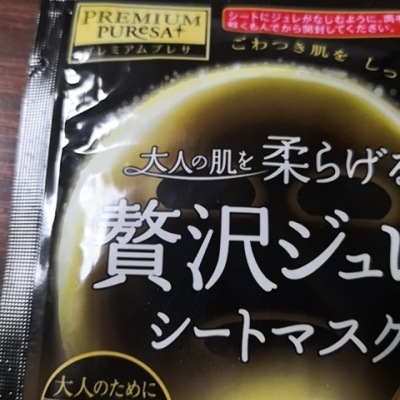 PREMIUM
PURESA
プレミアムプレサ
シートにジュレがなじむように、
軽くもんでから開封してください。
ごわつき肌を しっ
大人の肌を柔らげる
贅沢ジュレ
シートマスク
大人のために